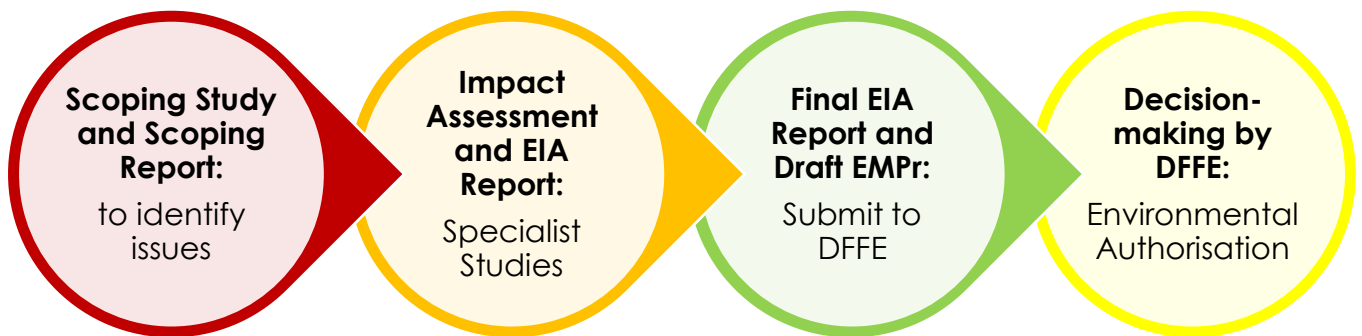 Scoping Study
and Scoping
Report:
to identify
issues
Impact
Assessment
and EIA
Report:
Specialist
Studies
Final EIA
Report and
Draft EMPr:
Submit to
DFFE
Decision-
making by
DFFE:
Environmental
Authorisation